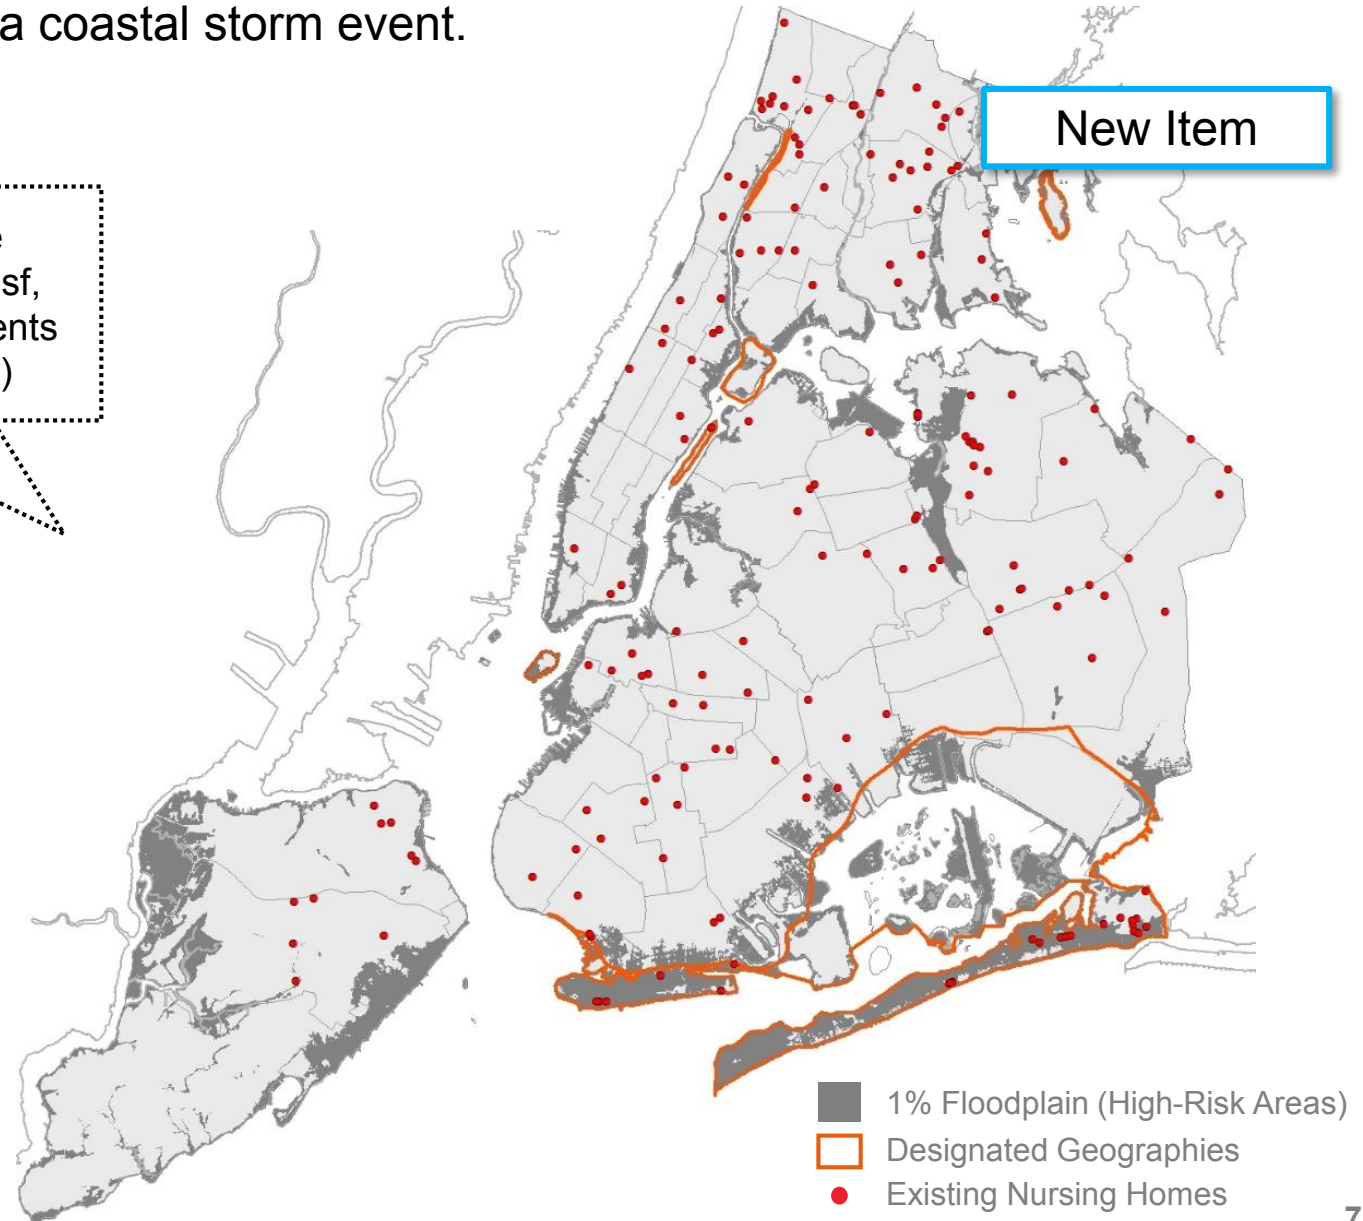 a coastal storm event.
New Item
sf,
ents
)
1% Floodplain (High-Risk Areas)
Designated Geographies
Existing Nursing Homes
7